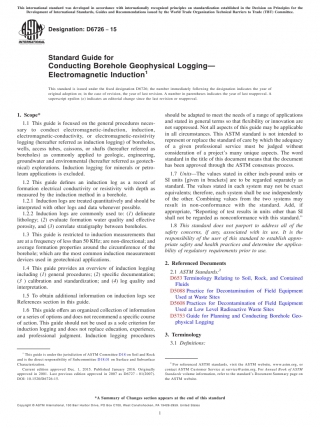 This international standard was developed in accordance with internationally recognized principles on standardization established in the Decision on Principles for the
Development of International Standards, Guides and Recommendations issued by the World Trade Organization Technical Barriers to Trade (TBT) Committee.
Designation: D6726 − 15
Standard Guide for
Conducting Borehole Geophysical Logging—
Electromagnetic Induction¹
This standard is issued under the fixed designation D6726; the number immediately following the designation indicates the year of
original adoption or, in the case of revision, the year of last revision. A number in parentheses indicates the year of last reapproval. A
superscript epsilon (ε) indicates an editorial change since the last revision or reapproval.
1. Scope*
1.1 This guide is focused on the general procedures neces-
sary to conduct electromagnetic-induction, induction,
electromagnetic-conductivity, or electromagnetic-resistivity
logging (hereafter referred as induction logging) of boreholes,
wells, access tubes, caissons, or shafts (hereafter referred as
boreholes) as commonly applied to geologic, engineering,
groundwater and environmental (hereafter referred as geotech-
nical) explorations. Induction logging for minerals or petro-
leum applications is excluded.
1.2 This guide defines an induction log as a record of
formation electrical conductivity or resistivity with depth as
measured by the induction method in a borehole.
1.2.1 Induction logs are treated quantitatively and should be
interpreted with other logs and data whenever possible.
1.2.2 Induction logs are commonly used to: (1) delineate
lithology; (2) evaluate formation water quality and effective
porosity, and (3) correlate stratigraphy between boreholes.
1.3 This guide is restricted to induction measurements that
are at a frequency of less than 50 KHz; are non-directional; and
average formation properties around the circumference of the
borehole; which are the most common induction measurement
devices used in geotechnical applications.
1.4 This guide provides an overview of induction logging
including (1) general procedures; (2) specific documentation;
(3) calibration and standardization; and (4) log quality and
interpretation.
1.5 To obtain additional information on induction logs see
References section in this guide.
1.6 This guide offers an organized collection of information
or a series of options and does not recommend a specific course
of action. This guide should not be used as a sole criterion for
induction logging and does not replace education, experience,
and professional judgment. Induction logging procedures
should be adapted to meet the needs of a range of applications
and stated in general terms so that flexibility or innovation are
not suppressed. Not all aspects of this guide may be applicable
in all circumstances. This ASTM standard is not intended to
represent or replace the standard of care by which the adequacy
of a given professional service must be judged without
consideration of a project's many unique aspects. The word
standard in the title of this document means that the document
has been approved through the ASTM consensus process.
1.7 Units—The values stated in either inch-pound units or
SI units [given in brackets] are to be regarded separately as
standard. The values stated in each system may not be exact
equivalents; therefore, each system shall be use independently
of the other. Combining values from the two systems may
result in non-conformance with the standard. Add, if
appropriate, "Reporting of test results in units other than SI
shall not be regarded as nonconformance with this standard."
1.8 This standard does not purport to address all of the
safety concerns, if any, associated with its use. It is the
responsibility of the user of this standard to establish appro-
priate safety and health practices and determine the applica-
bility of regulatory requirements prior to use.
2. Referenced Documents
2.1 ASTM Standards:²
D653 Terminology Relating to Soil, Rock, and Contained
Fluids
D5088 Practice for Decontamination of Field Equipment
Used at Waste Sites
D5608 Practices for Decontamination of Field Equipment
Used at Low Level Radioactive Waste Sites
D5753 Guide for Planning and Conducting Borehole Geo-
physical Logging
3. Terminology
3.1 Definitions:
¹ This guide is under the jurisdiction of ASTM Committee D18 on Soil and Rock
and is the direct responsibility of Subcommittee D18.01 on Surface and Subsurface
Characterization.
Current edition approved Dec. 1, 2015. Published January 2016. Originally
approved in 2001. Last previous edition approved in 2007 as D6726 – 01(2007).
DOI: 10.1520/D6726-15.
² For referenced ASTM standards, visit the ASTM website, www.astm.org, or
contact ASTM Customer Service at service@astm.org. For Annual Book of ASTM
Standards volume information, refer to the standard's Document Summary page on
the ASTM website.
*A Summary of Changes section appears at the end of this standard
Copyright © ASTM International, 100 Barr Harbor Drive, PO Box C700, West Conshohocken, PA 19428-2959. United States
1